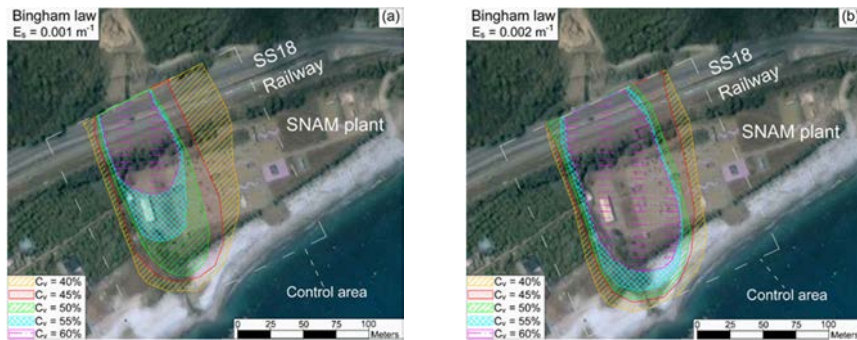 Bingham law
Es = 0.001 m-1
(a)
SS18
Railway
SNAM plant
Control area
Cv = 40%
Cv = 45%
Cv = 50%
Cv = 55%
Cv = 60%
0 25 50 75 100
Meters
Bingham law
Es = 0.002 m-1
(b)
SS18
Railway
SNAM plant
Control area
Cv = 40%
Cv = 45%
Cv = 50%
Cv = 55%
Cv = 60%
0 25 50 75 100
Meters